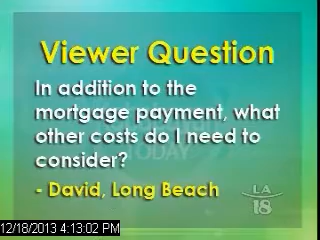 Viewer Question
In addition to the
mortgage payment, what
other costs do I need to
consider?
TODAY
- David, Long Beach
LA
18
12/18/2013 4:13:02 PM